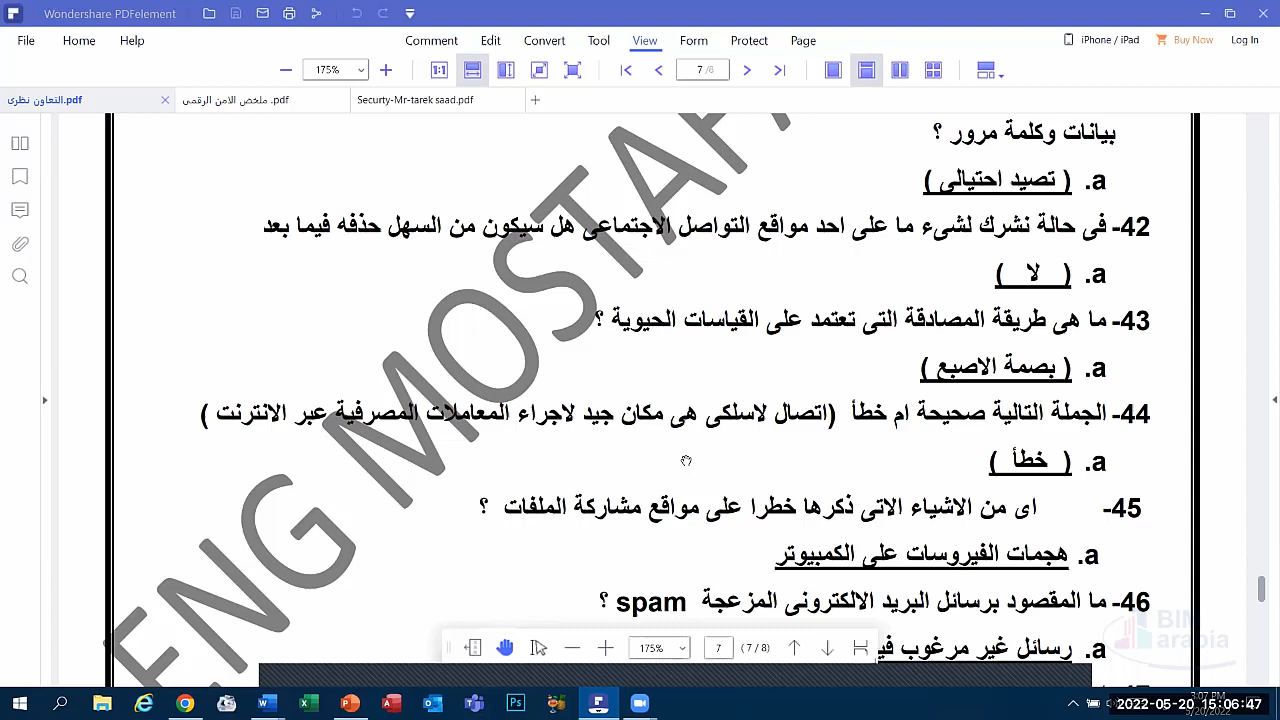 Wondershare PDFelement
File Home Help Comment Edit Convert Tool View Form Protect Page iPhone / iPad Buy Now Log In
175% 7 /8
التعاون نظرى.pdf ملخص الامن الرقمى .pdf Securty-Mr-tarek saad.pdf
بيانات وكلمة مرور ؟
a. ( تصيد احتيالى )
42- فى حالة نشرك لشىء ما على احد مواقع التواصل الاجتماعى هل سيكون من السهل حذفه فيما بعد
a. ( لا )
43- ما هى طريقة المصادقة التى تعتمد على القياسات الحيوية ؟
a. ( بصمة الاصبع )
44- الجملة التالية صحيحة ام خطأ (اتصال لاسلكى هى مكان جيد لاجراء المعاملات المصرفية عبر الانترنت )
a. ( خطأ )
45- اى من الاشياء الاتى ذكرها خطرا على مواقع مشاركة الملفات ؟
a. هجمات الفيروسات على الكمبيوتر
46- ما المقصود برسائل البريد الالكترونى المزعجة spam ؟
a. رسائل غير مرغوب
ENG MOSTAFA
BIM arabia
175% 7 (7 / 8)
3:07 PM
2022-05-20 15:06:47